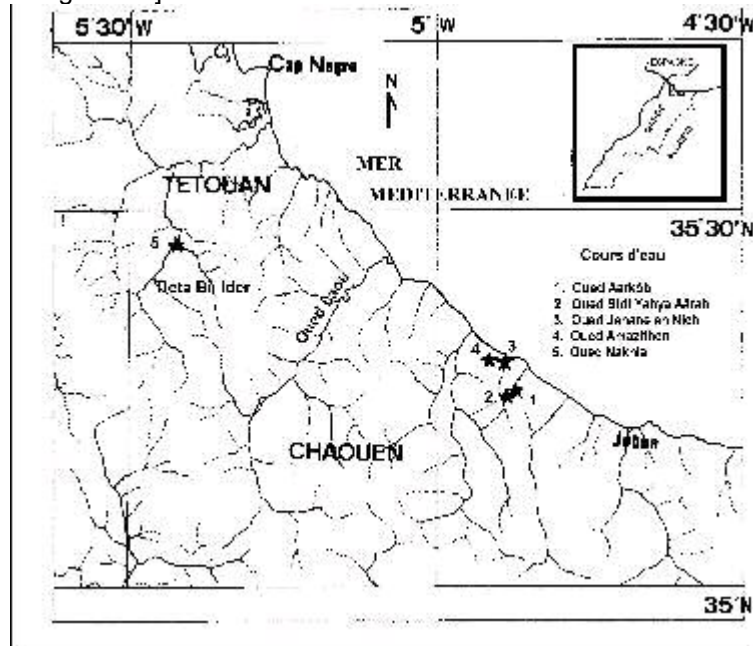 5°30' W
5° W
4°30' W
Cap Negro
N
ESPAGNE
MER
MEDITERRANEE
TETOUAN
35°30' N
5
Cours d'eau
1. Oued Aarkôb
2. Oued Sidi Yahya Aârab
3. Oued Jenane en Nich
4. Oued Amazithen
5. Oued Nakhla
Oued Laou
4
3
2
1
CHAOUEN
35° N